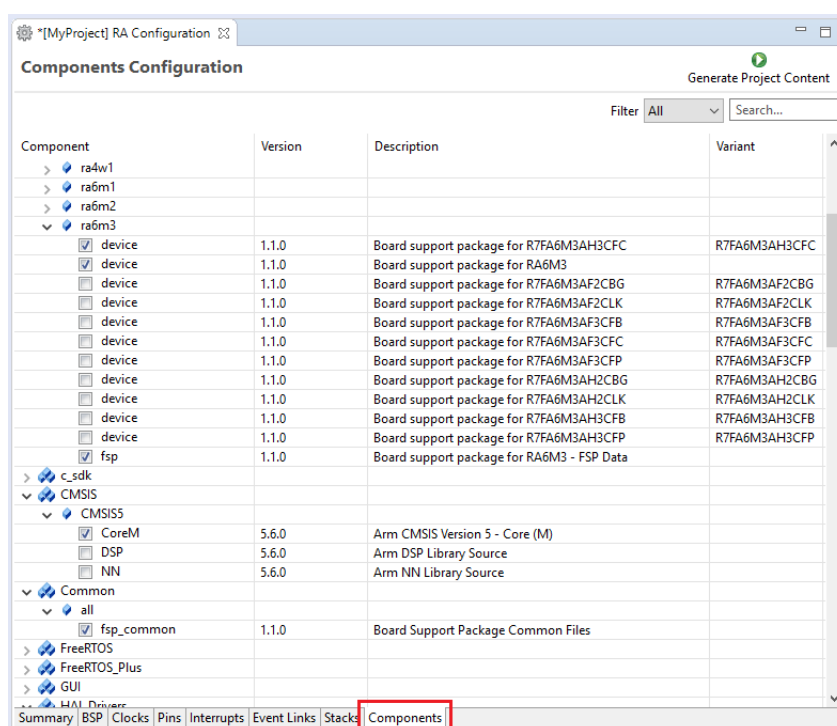 *[MyProject] RA Configuration
Components Configuration
Generate Project Content
Filter All Search...
Component Version Description Variant
ra4w1
ra6m1
ra6m2
ra6m3
device 1.1.0 Board support package for R7FA6M3AH3CFC R7FA6M3AH3CFC
device 1.1.0 Board support package for RA6M3
device 1.1.0 Board support package for R7FA6M3AF2CBG R7FA6M3AF2CBG
device 1.1.0 Board support package for R7FA6M3AF2CLK R7FA6M3AF2CLK
device 1.1.0 Board support package for R7FA6M3AF3CFB R7FA6M3AF3CFB
device 1.1.0 Board support package for R7FA6M3AF3CFC R7FA6M3AF3CFC
device 1.1.0 Board support package for R7FA6M3AF3CFP R7FA6M3AF3CFP
device 1.1.0 Board support package for R7FA6M3AH2CBG R7FA6M3AH2CBG
device 1.1.0 Board support package for R7FA6M3AH2CLK R7FA6M3AH2CLK
device 1.1.0 Board support package for R7FA6M3AH3CFB R7FA6M3AH3CFB
device 1.1.0 Board support package for R7FA6M3AH3CFP R7FA6M3AH3CFP
fsp 1.1.0 Board support package for RA6M3 - FSP Data
c_sdk
CMSIS
CMSIS5
CoreM 5.6.0 Arm CMSIS Version 5 - Core (M)
DSP 5.6.0 Arm DSP Library Source
NN 5.6.0 Arm NN Library Source
Common
all
fsp_common 1.1.0 Board Support Package Common Files
FreeRTOS
FreeRTOS_Plus
GUI
HAL Drivers
Summary BSP Clocks Pins Interrupts Event Links Stacks Components